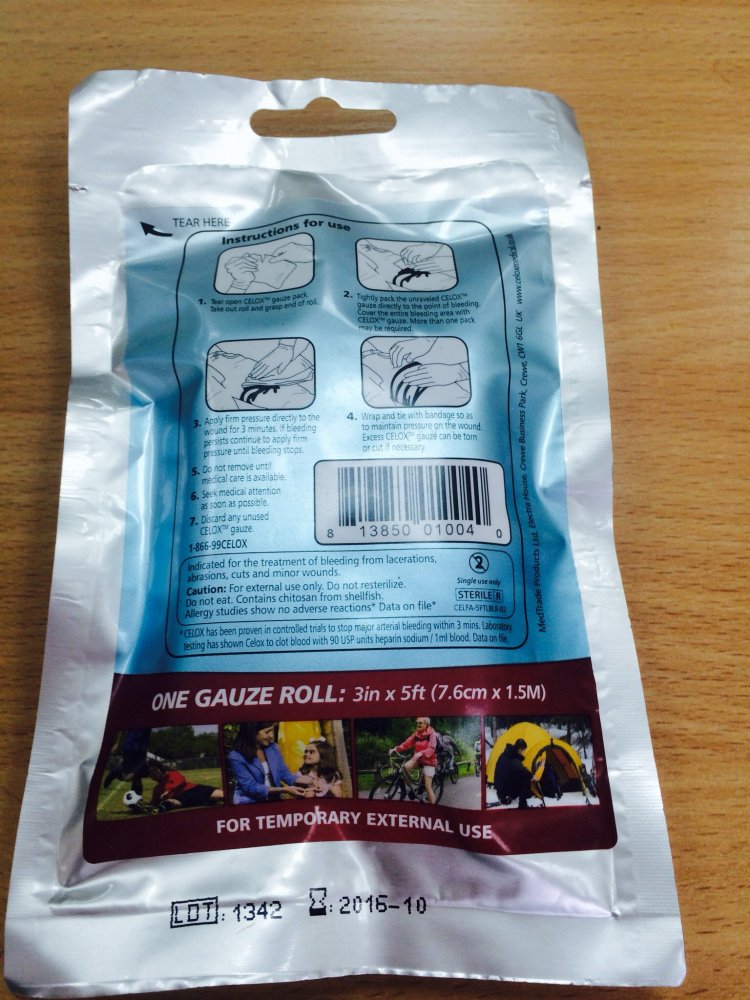 TEAR HERE
Instructions for use
1. Tear open CELOX™ gauze pack.
Take out roll and grasp end of roll.
2. Tightly pack the unraveled CELOX™
gauze directly to the point of bleeding.
Cover the entire bleeding area with
CELOX™ gauze. More than one pack
may be required.
3. Apply firm pressure directly to the
wound for 3 minutes. If bleeding
persists continue to apply firm
pressure until bleeding stops.
4. Wrap and tie with bandage so as
to maintain pressure on the wound.
Excess CELOX™ gauze can be torn
or cut if necessary.
5. Do not remove until
medical care is available.
6. Seek medical attention
as soon as possible.
7. Discard any unused
CELOX™ gauze.
1-866-99CELOX
8 13850 01004 0
Indicated for the treatment of bleeding from lacerations,
abrasions, cuts and minor wounds.
Caution: For external use only. Do not resterilize.
Do not eat. Contains chitosan from shellfish.
Allergy studies show no adverse reactions* Data on file*
2
Single use only
STERILE R
CELFA-5FTLBLR-02
*CELOX has been proven in controlled trials to stop major arterial bleeding within 3 mins. Laboratory
testing has shown Celox to clot blood with 90 USP units heparin sodium / 1ml blood. Data on file
MedTrade Products Ltd. Electra House, Crewe Business Park, Crewe, CW1 6GL UK www.celoxmedical.com
ONE GAUZE ROLL: 3in x 5ft (7.6cm x 1.5M)
FOR TEMPORARY EXTERNAL USE
LOT: 1342 : 2016-10